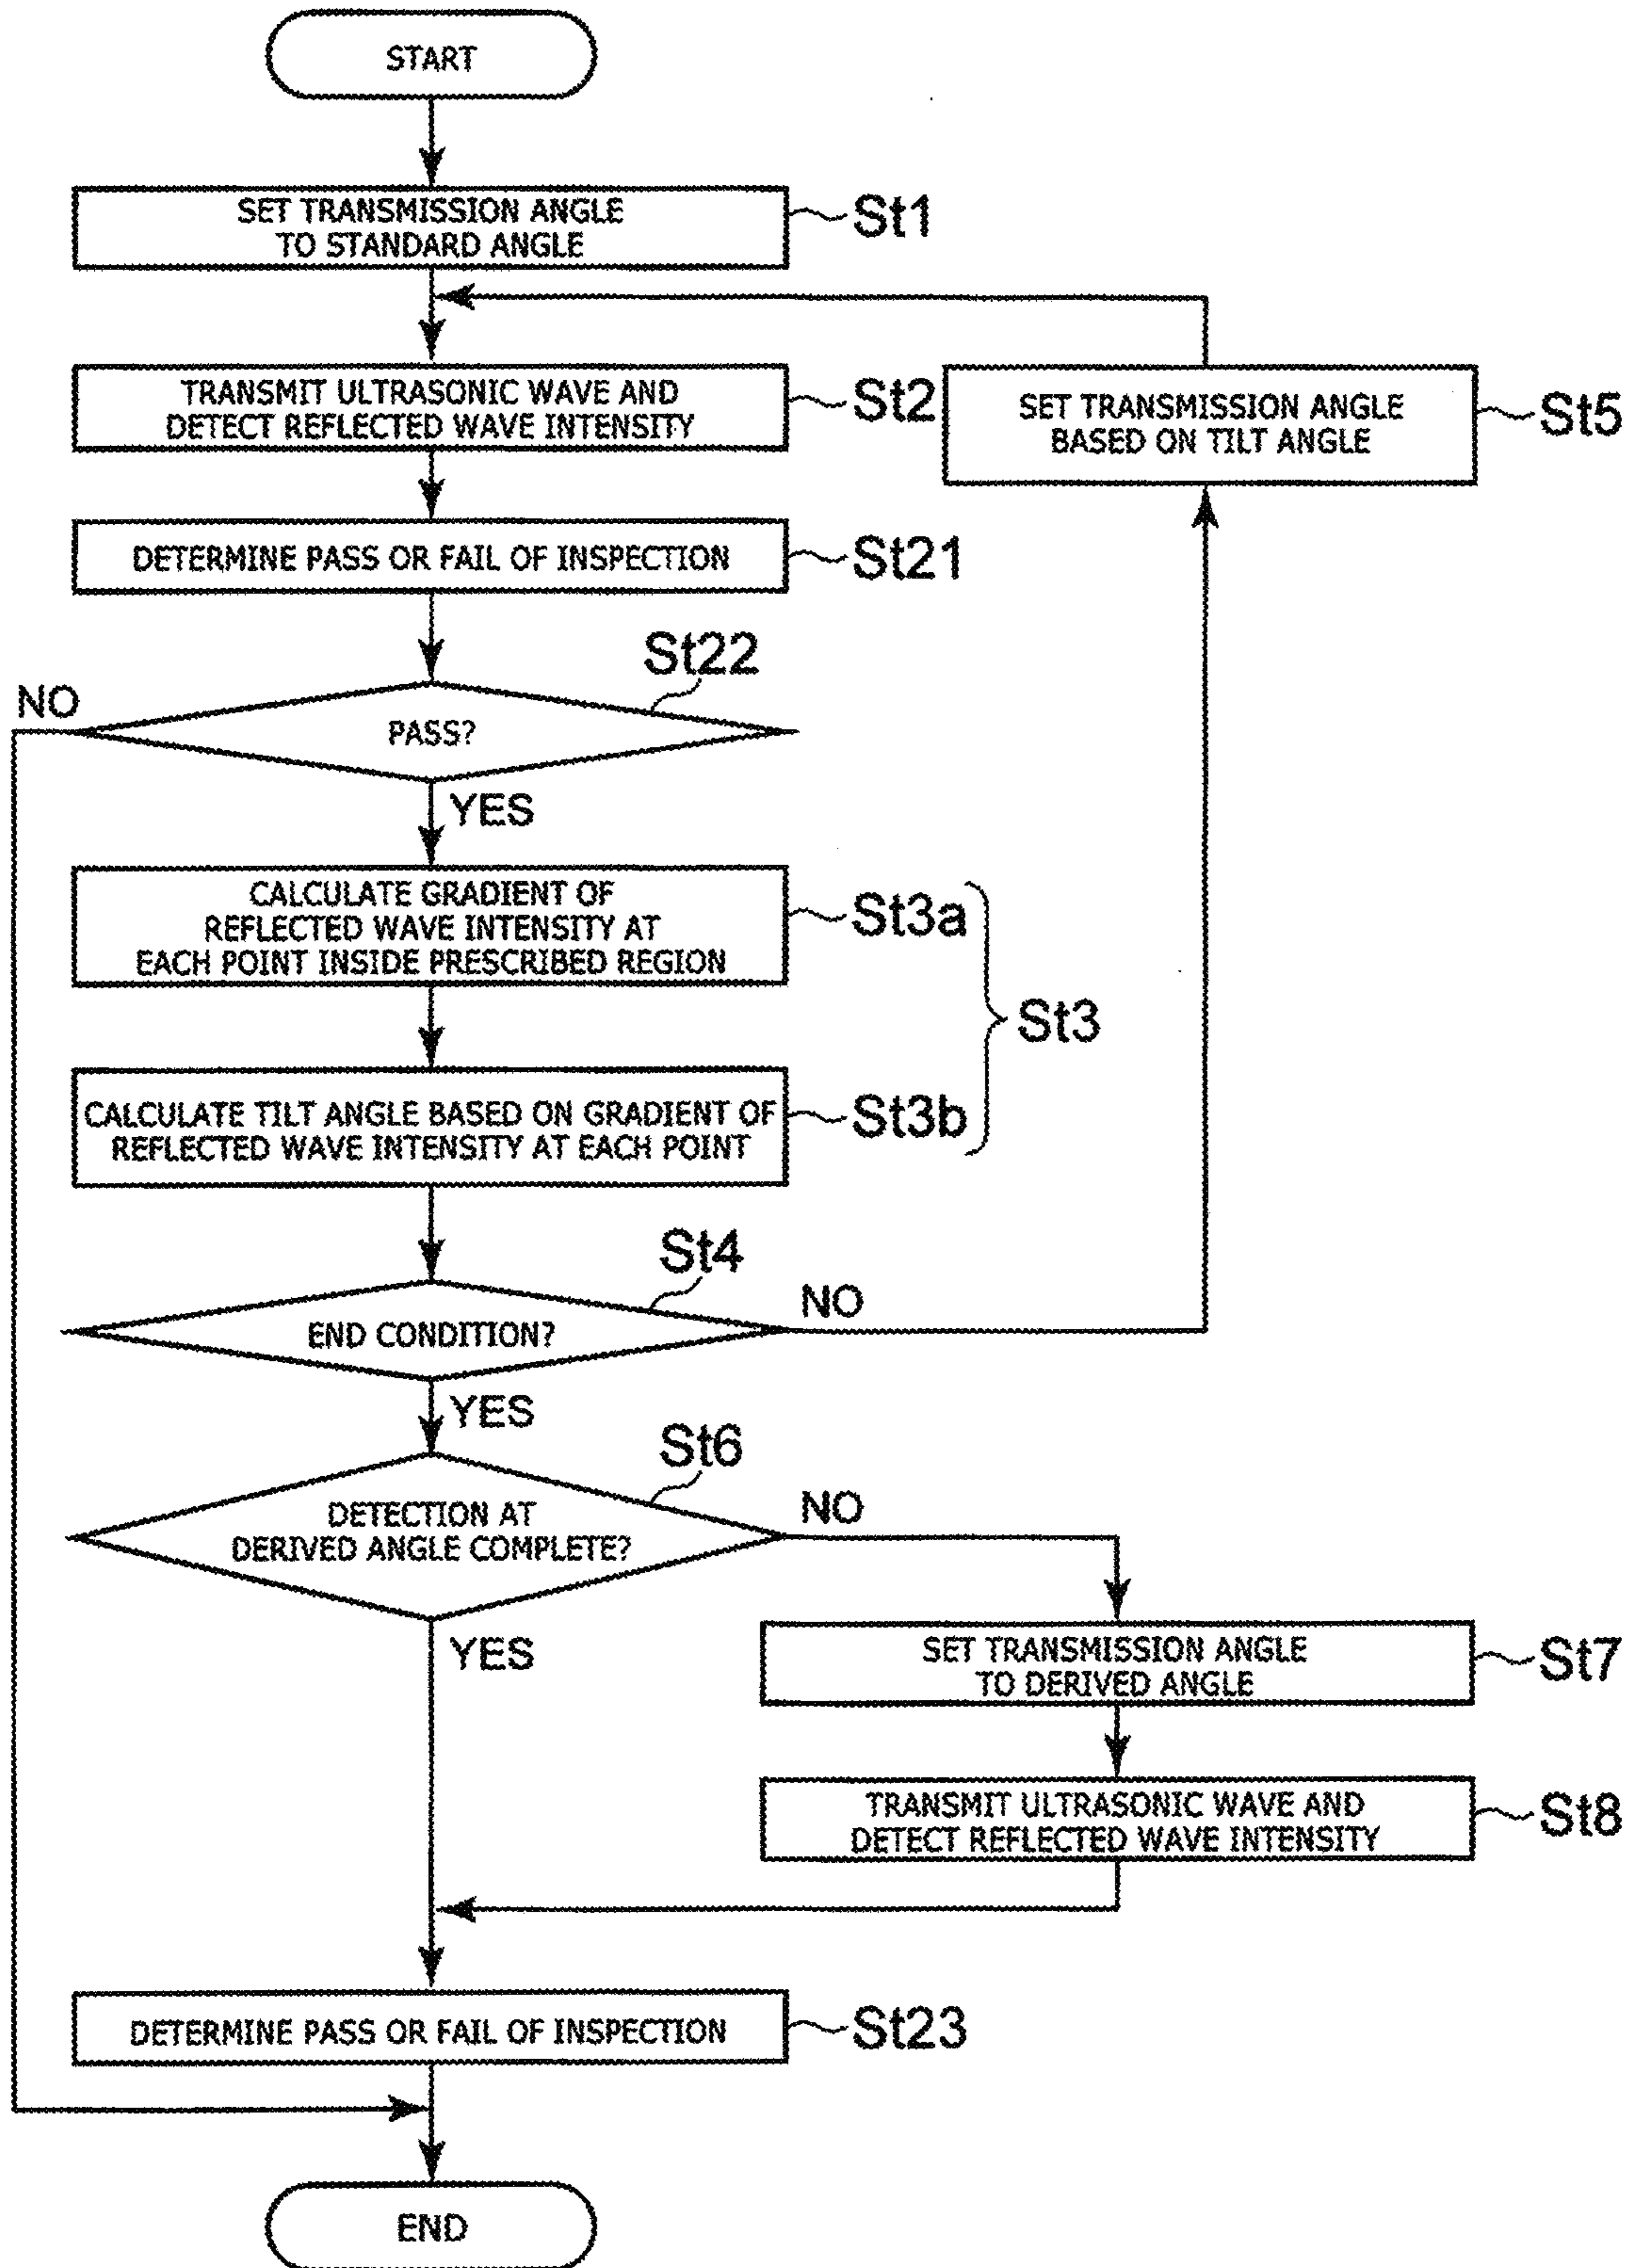 START
SET TRANSMISSION ANGLE
TO STANDARD ANGLE
St1
TRANSMIT ULTRASONIC WAVE AND
DETECT REFLECTED WAVE INTENSITY
St2
SET TRANSMISSION ANGLE
BASED ON TILT ANGLE
St5
DETERMINE PASS OR FAIL OF INSPECTION
St21
St22
NO
PASS?
YES
CALCULATE GRADIENT OF
REFLECTED WAVE INTENSITY AT
EACH POINT INSIDE PRESCRIBED REGION
St3a
St3
CALCULATE TILT ANGLE BASED ON GRADIENT OF
REFLECTED WAVE INTENSITY AT EACH POINT
St3b
St4
END CONDITION?
NO
YES
St6
DETECTION AT
DERIVED ANGLE COMPLETE?
NO
YES
SET TRANSMISSION ANGLE
TO DERIVED ANGLE
St7
TRANSMIT ULTRASONIC WAVE AND
DETECT REFLECTED WAVE INTENSITY
St8
DETERMINE PASS OR FAIL OF INSPECTION
St23
END